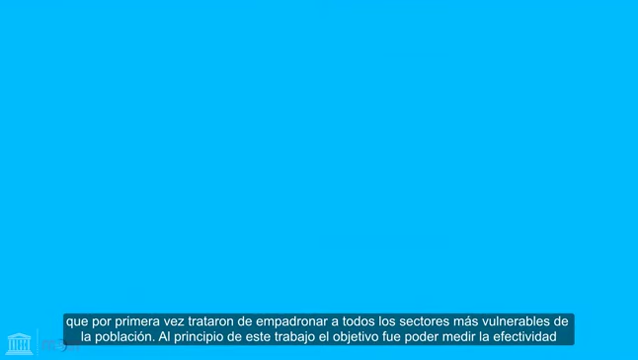 que por primera vez trataron de empadronar a todos los sectores más vulnerables de
la población. Al principio de este trabajo el objetivo fue poder medir la efectividad